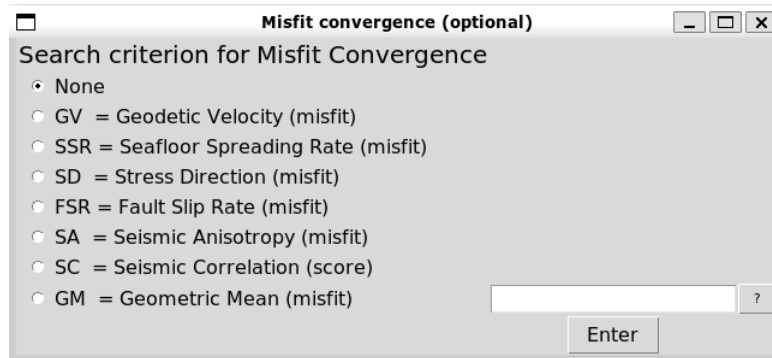 Misfit convergence (optional)
Search criterion for Misfit Convergence
None
GV = Geodetic Velocity (misfit)
SSR = Seafloor Spreading Rate (misfit)
SD = Stress Direction (misfit)
FSR = Fault Slip Rate (misfit)
SA = Seismic Anisotropy (misfit)
SC = Seismic Correlation (score)
GM = Geometric Mean (misfit) ?
Enter